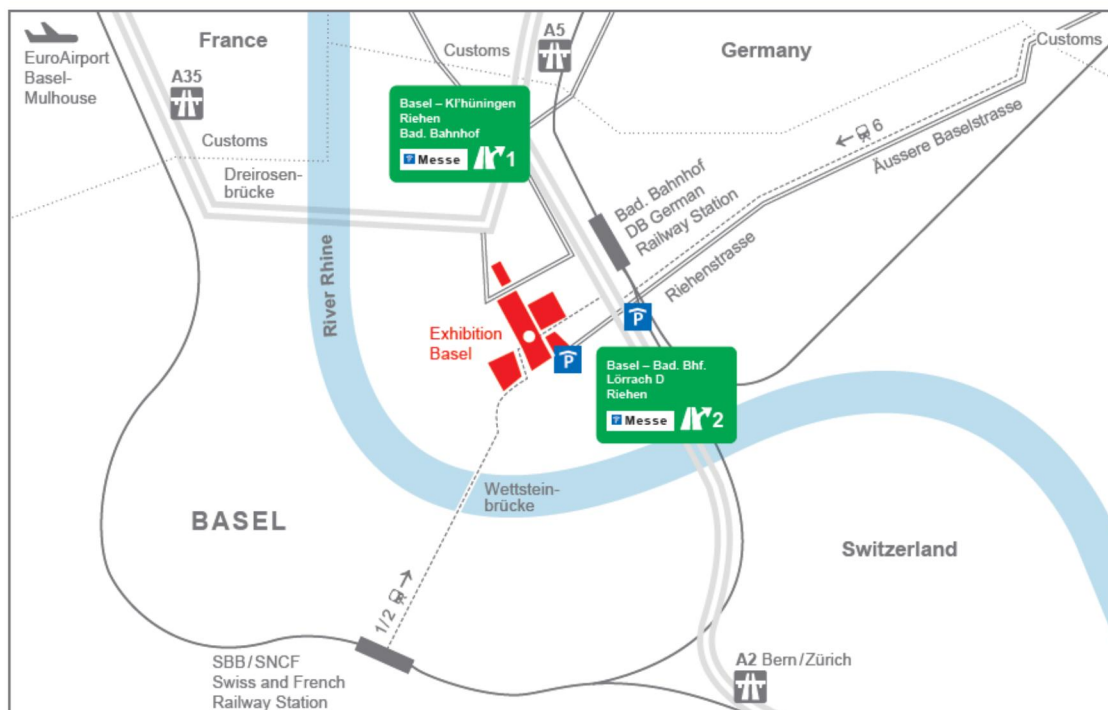 EuroAirport
Basel-
Mulhouse
France
A35
Customs
A5
Customs
Germany
Customs
Basel – Kl'hüningen
Riehen
Bad. Bahnhof
P Messe 1
Dreirosen-
brücke
River Rhine
6
Äussere Baselstrasse
Bad. Bahnhof
DB German
Railway Station
Riehenstrasse
Exhibition
Basel
P
P
Basel – Bad. Bhf.
Lörrach D
Riehen
P Messe 2
Wettstein-
brücke
BASEL
Switzerland
1/2
SBB/SNCF
Swiss and French
Railway Station
A2 Bern/Zürich